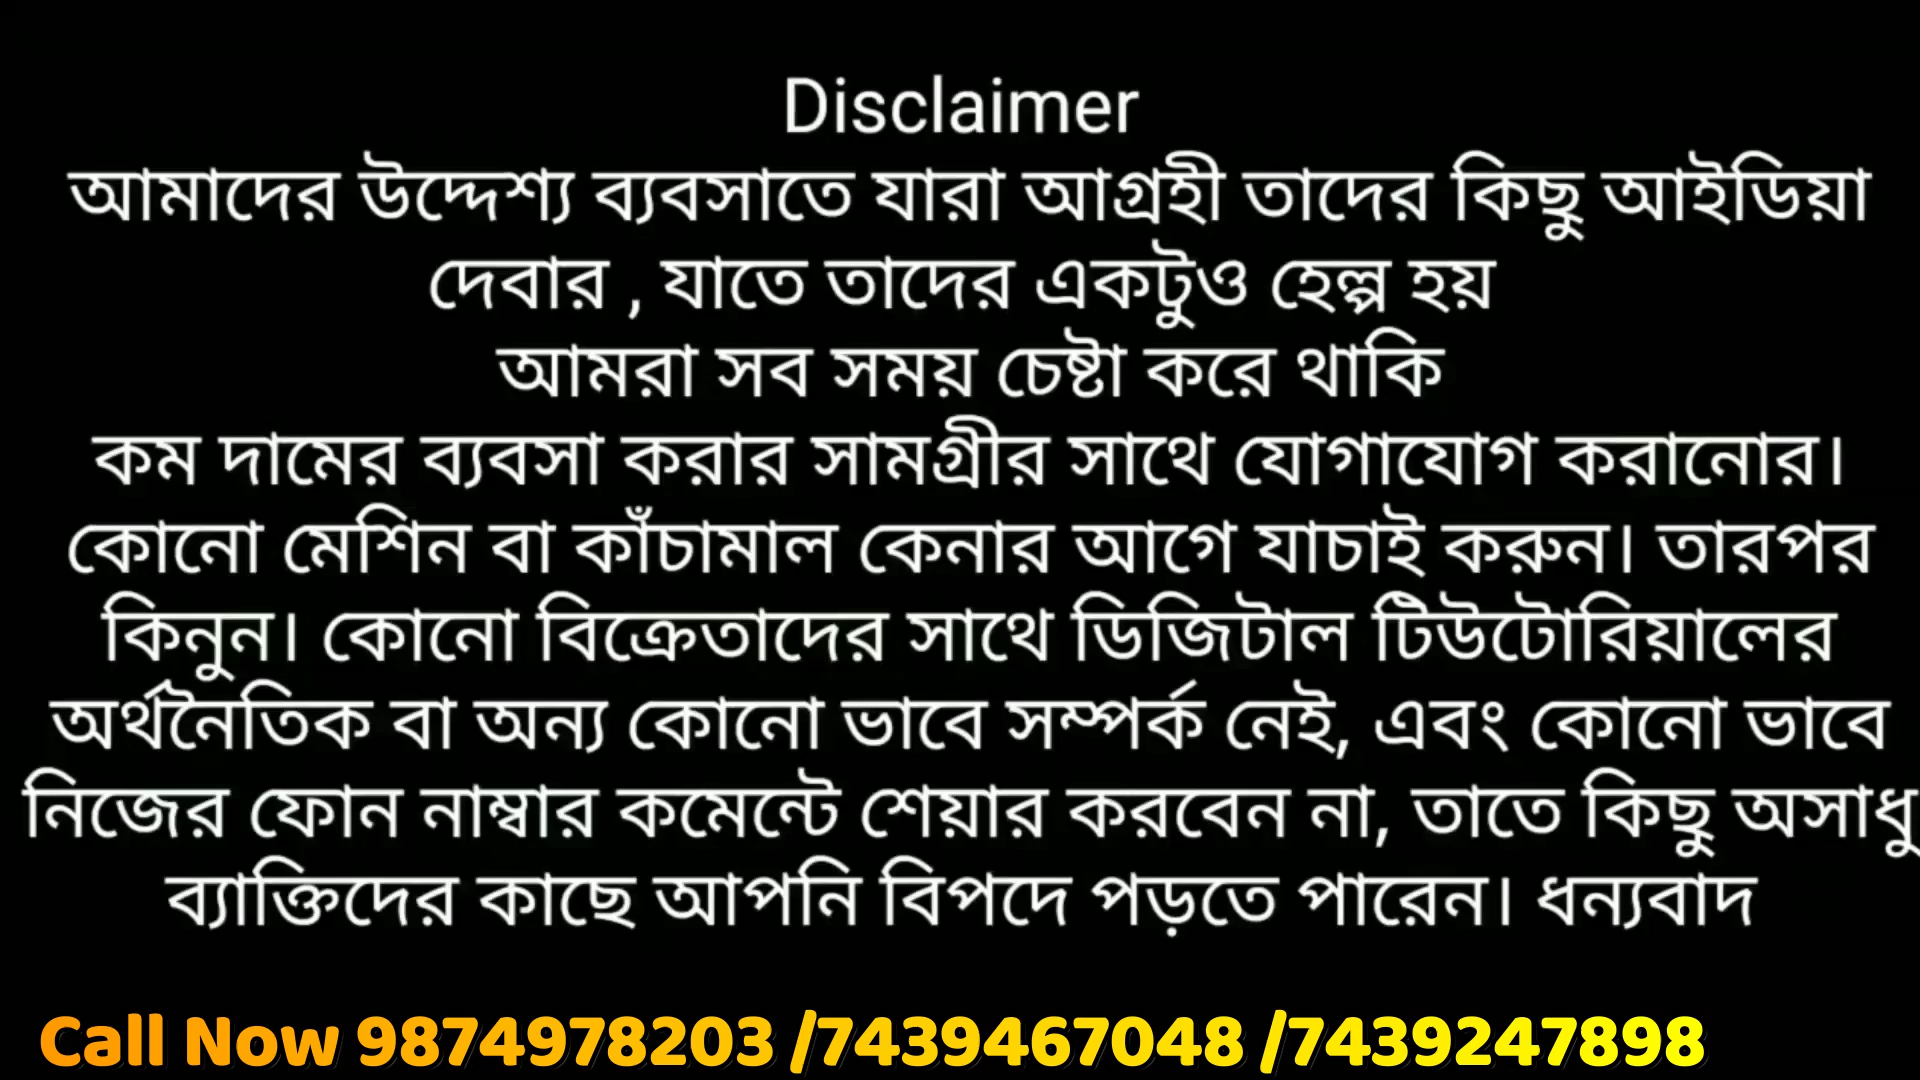 Disclaimer
আমাদের উদ্দেশ্য ব্যবসাতে যারা আগ্রহী তাদের কিছু আইডিয়া
দেবার , যাতে তাদের একটুও হেল্প হয়
আমরা সব সময় চেষ্টা করে থাকি
কম দামের ব্যবসা করার সামগ্রীর সাথে যোগাযোগ করানোর।
কোনো মেশিন বা কাঁচামাল কেনার আগে যাচাই করুন। তারপর
কিনুন। কোনো বিক্রেতাদের সাথে ডিজিটাল টিউটোরিয়ালের
অর্থনৈতিক বা অন্য কোনো ভাবে সম্পর্ক নেই, এবং কোনো ভাবে
নিজের ফোন নাম্বার কমেন্টে শেয়ার করবেন না, তাতে কিছু অসাধু
ব্যাক্তিদের কাছে আপনি বিপদে পড়তে পারেন। ধন্যবাদ
Call Now 9874978203 /7439467048 /7439247898